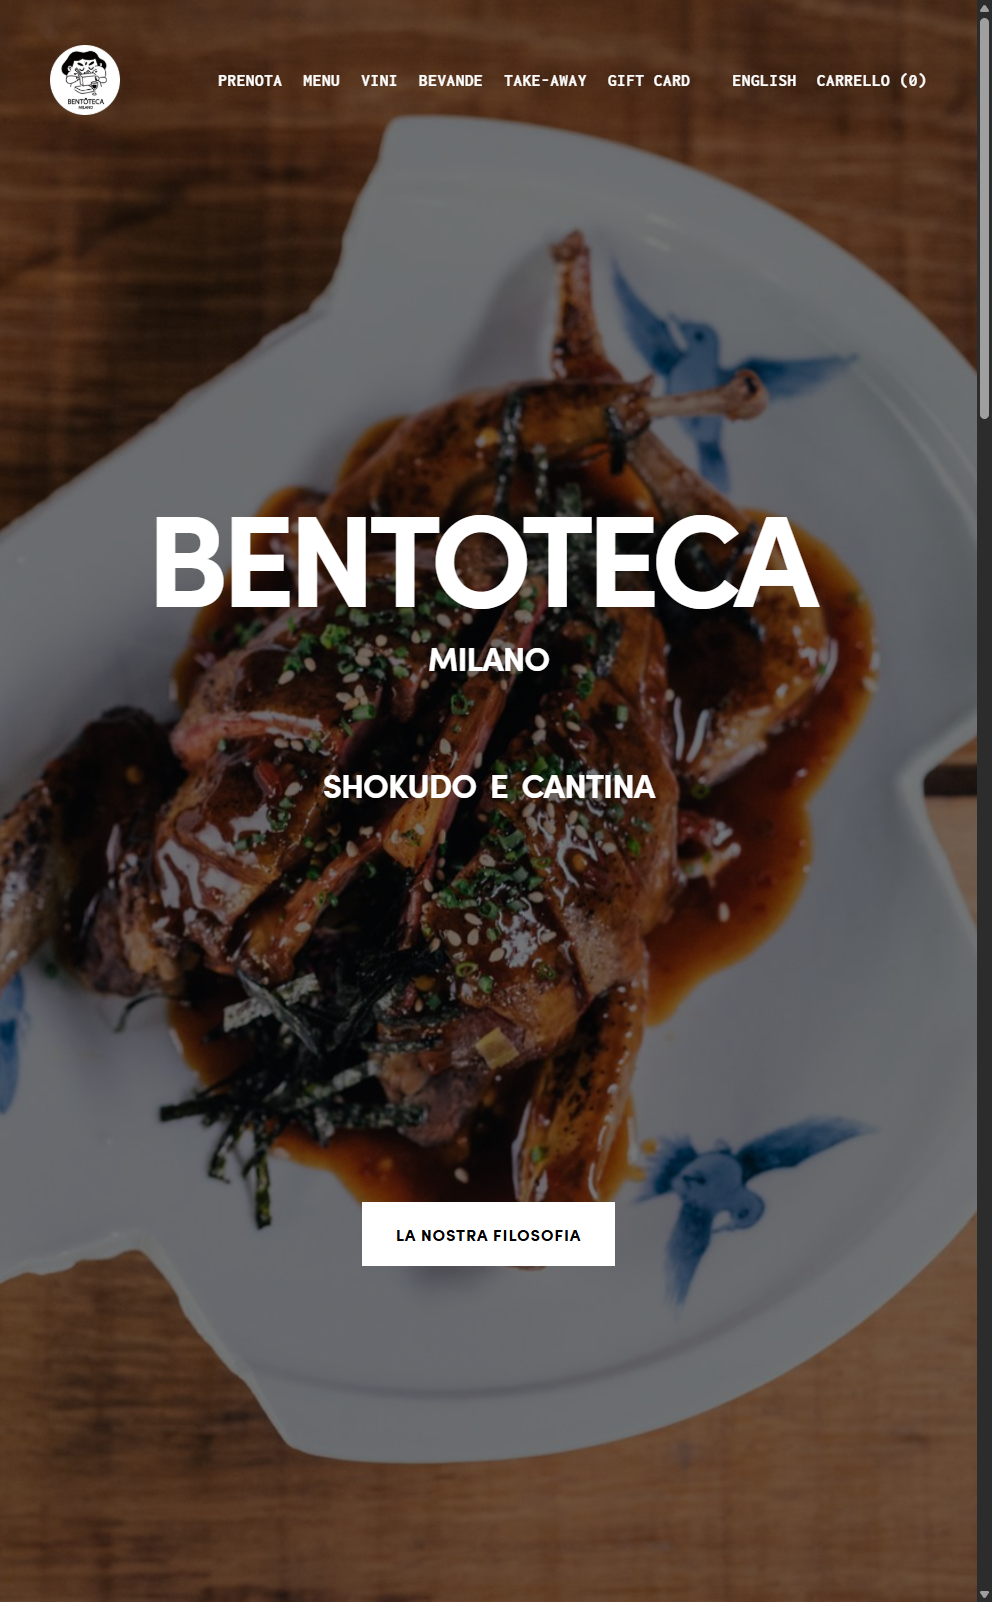 BENTŌTECA
MILANO
PRENOTA MENU VINI BEVANDE TAKE-AWAY GIFT CARD ENGLISH CARRELLO (0)
BENTOTECA
MILANO
SHOKUDO E CANTINA
LA NOSTRA FILOSOFIA